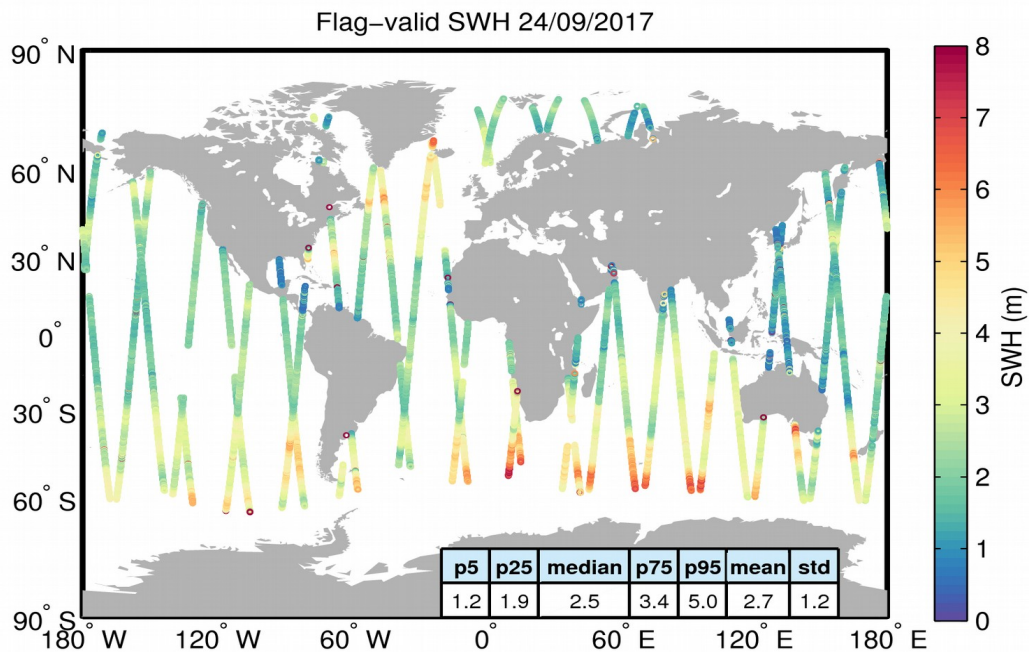 Flag−valid SWH 24/09/2017
90° N
60° N
30° N
0°
30° S
60° S
90° S
180° W
120° W
60° W
0°
60° E
120° E
180° E
8
7
6
5
4
3
2
1
0
SWH (m)
p5 p25 median p75 p95 mean std
1.2 1.9 2.5 3.4 5.0 2.7 1.2